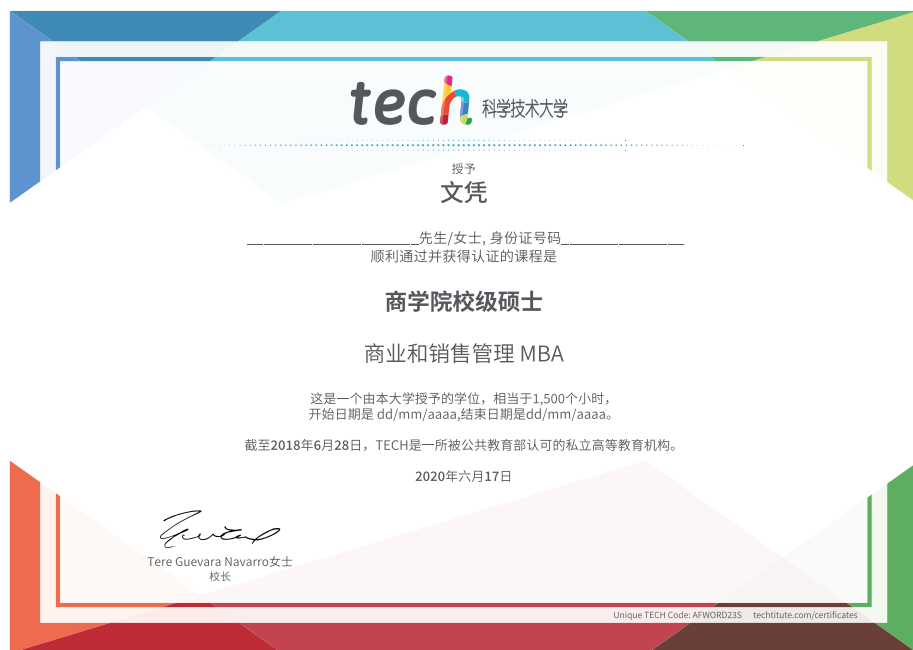 tech 科学技术大学
授予
文凭
_____________________先生/女士, 身份证号码_______________
顺利通过并获得认证的课程是
商学院校级硕士
商业和销售管理 MBA
这是一个由本大学授予的学位，相当于1,500个小时，
开始日期是 dd/mm/aaaa,结束日期是dd/mm/aaaa。
截至2018年6月28日，TECH是一所被公共教育部认可的私立高等教育机构。
2020年六月17日
Tere Guevara Navarro女士
校长
Unique TECH Code: AFWORD23S techtitute.com/certificates